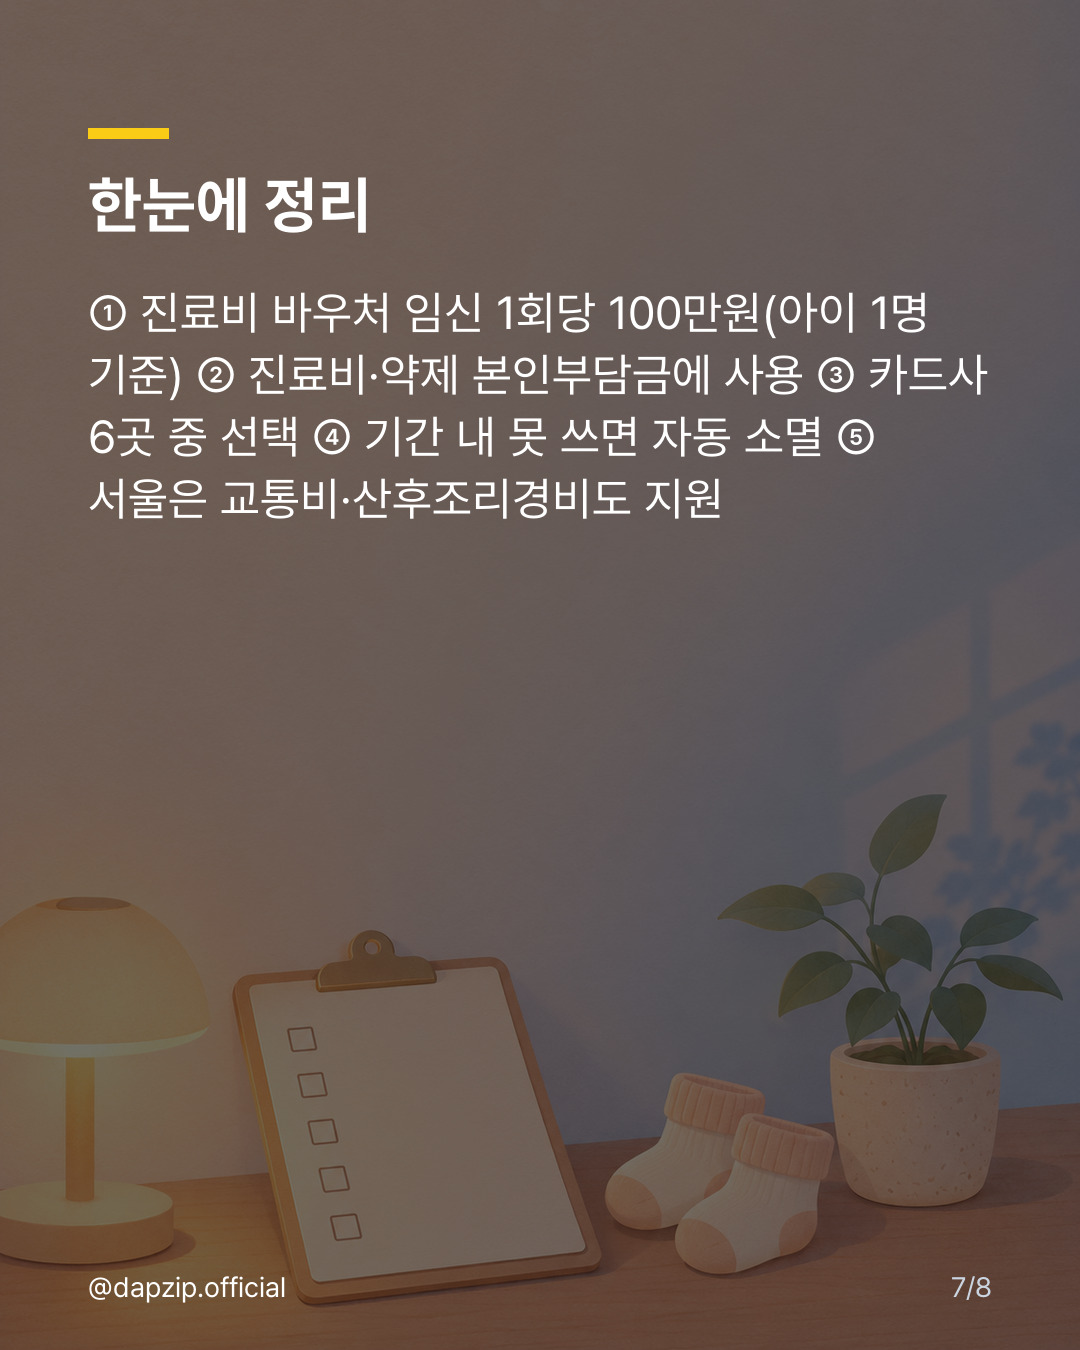 한눈에 정리
① 진료비 바우처 임신 1회당 100만원(아이 1명
기준) ② 진료비·약제 본인부담금에 사용 ③ 카드사
6곳 중 선택 ④ 기간 내 못 쓰면 자동 소멸 ⑤
서울은 교통비·산후조리경비도 지원
@dapzip.official
7/8